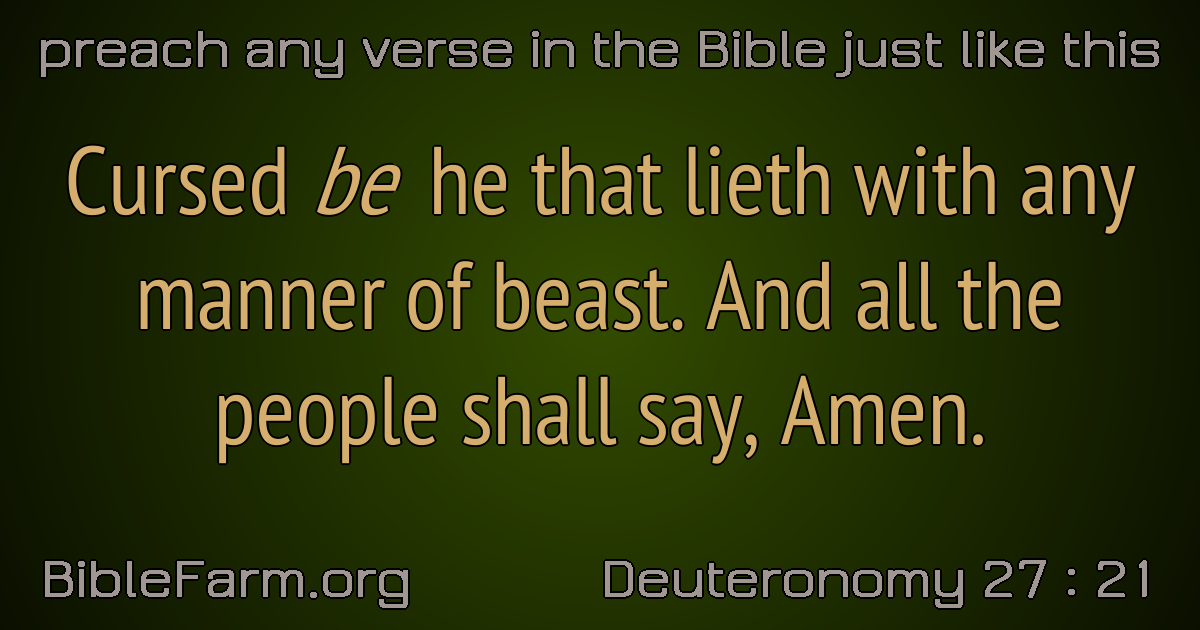 preach any verse in the Bible just like this
Cursed be he that lieth with any
manner of beast. And all the
people shall say, Amen.
BibleFarm.org
Deuteronomy 27 : 21